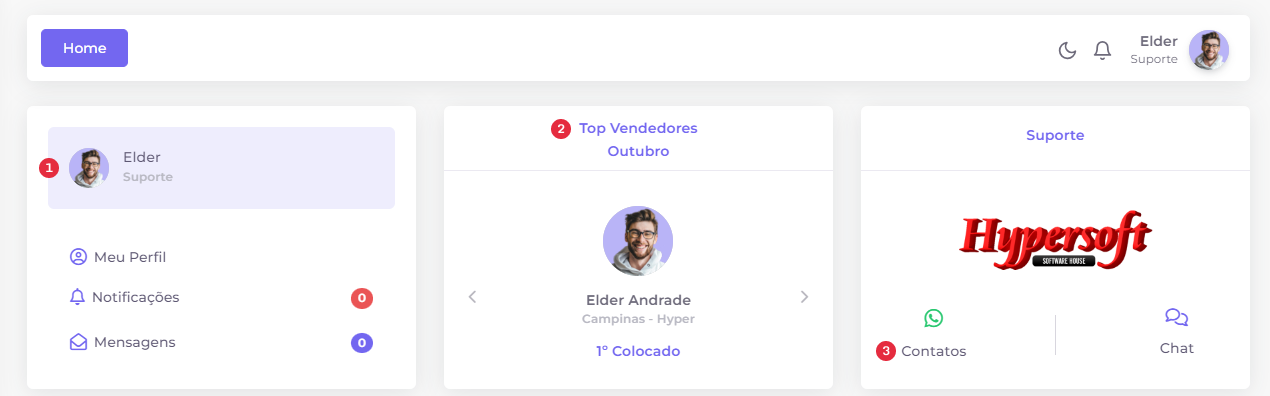 Home
Elder
Suporte
1
Elder
Suporte
Meu Perfil
Notificações 0
Mensagens 0
2 Top Vendedores
Outubro
Elder Andrade
Campinas - Hyper
1º Colocado
Suporte
Hypersoft
SOFTWARE HOUSE
3 Contatos
Chat